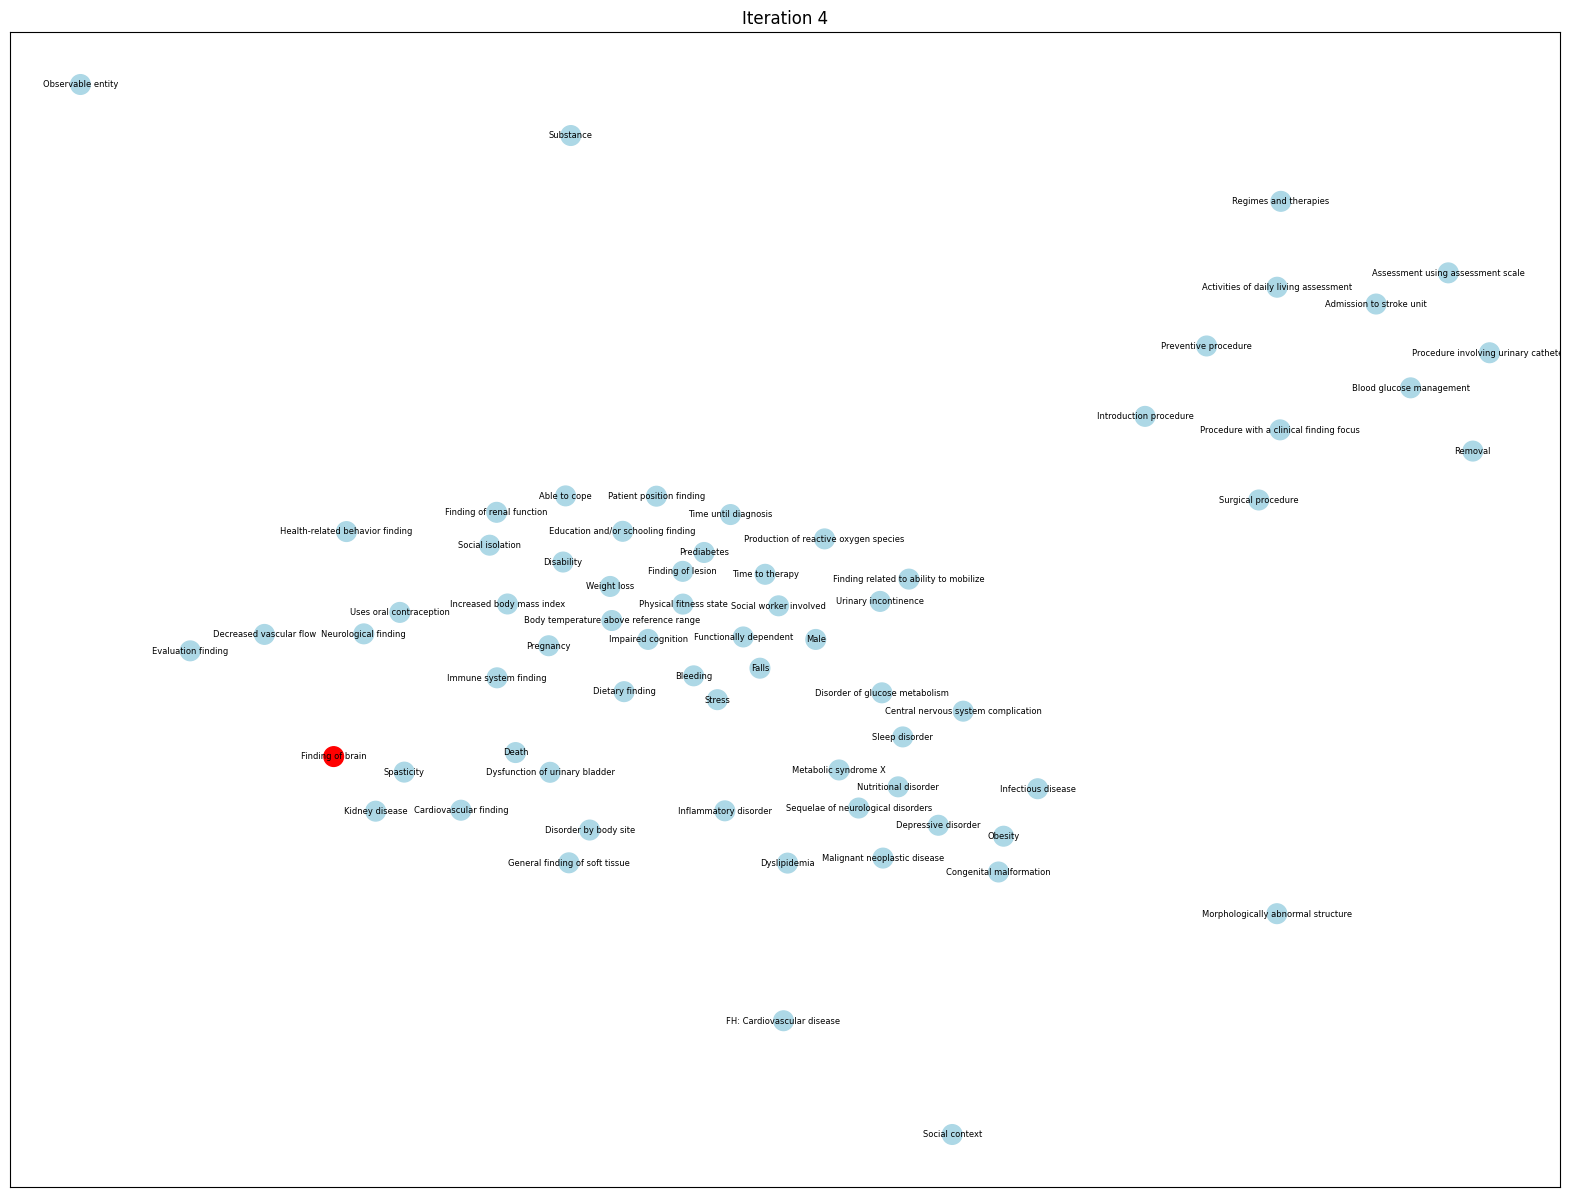 Iteration 4
Observable entity
Substance
Regimes and therapies
Assessment using assessment scale
Activities of daily living assessment
Admission to stroke unit
Preventive procedure
Procedure involving urinary cathete
Blood glucose management
Introduction procedure
Procedure with a clinical finding focus
Removal
Surgical procedure
Able to cope
Patient position finding
Finding of renal function
Time until diagnosis
Health-related behavior finding
Education and/or schooling finding
Production of reactive oxygen species
Social isolation
Prediabetes
Disability
Finding of lesion
Time to therapy
Finding related to ability to mobilize
Weight loss
Urinary incontinence
Increased body mass index
Physical fitness state
Social worker involved
Uses oral contraception
Body temperature above reference range
Decreased vascular flow
Neurological finding
Impaired cognition
Functionally dependent
Male
Pregnancy
Evaluation finding
Falls
Bleeding
Immune system finding
Dietary finding
Disorder of glucose metabolism
Stress
Central nervous system complication
Sleep disorder
Death
Finding of brain
Metabolic syndrome X
Spasticity
Dysfunction of urinary bladder
Nutritional disorder
Infectious disease
Sequelae of neurological disorders
Cardiovascular finding
Kidney disease
Inflammatory disorder
Depressive disorder
Disorder by body site
Obesity
Malignant neoplastic disease
General finding of soft tissue
Dyslipidemia
Congenital malformation
Morphologically abnormal structure
FH: Cardiovascular disease
Social context